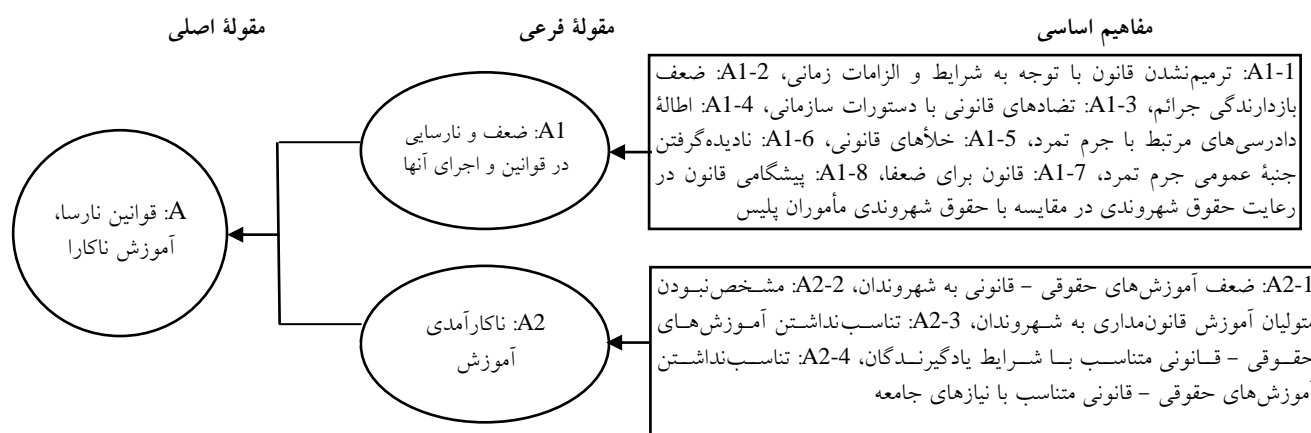 مفاهیم اساسی
مقولهٔ فرعی
مقولهٔ اصلی
A1-1: ترمیم‌نشدن قانون با توجه به شرایط و الزامات زمانی، A1-2: ضعف
بازدارندگی جرائم، A1-3: تضادهای قانونی با دستورات سازمانی، A1-4: اطالهٔ
دادرسی‌های مرتبط با جرم تمرد، A1-5: خلأهای قانونی، A1-6: نادیده‌گرفتن
جنبهٔ عمومی جرم تمرد، A1-7: قانون برای ضعفا، A1-8: پیشگامی قانون در
رعایت حقوق شهروندی در مقایسه با حقوق شهروندی مأموران پلیس
A1: ضعف و نارسایی
در قوانین و اجرای آنها
A: قوانین نارسا،
آموزش ناکارا
A2-1: ضعف آموزش‌های حقوقی – قانونی به شهروندان، A2-2: مشخص‌نبودن
متولیان آموزش قانون‌مداری به شهروندان، A2-3: تناسب‌نداشتن آموزش‌های
حقوقی – قانونی متناسب با شرایط یادگیرندگان، A2-4: تناسب‌نداشتن
آموزش‌های حقوقی – قانونی متناسب با نیازهای جامعه
A2: ناکارآمدی
آموزش